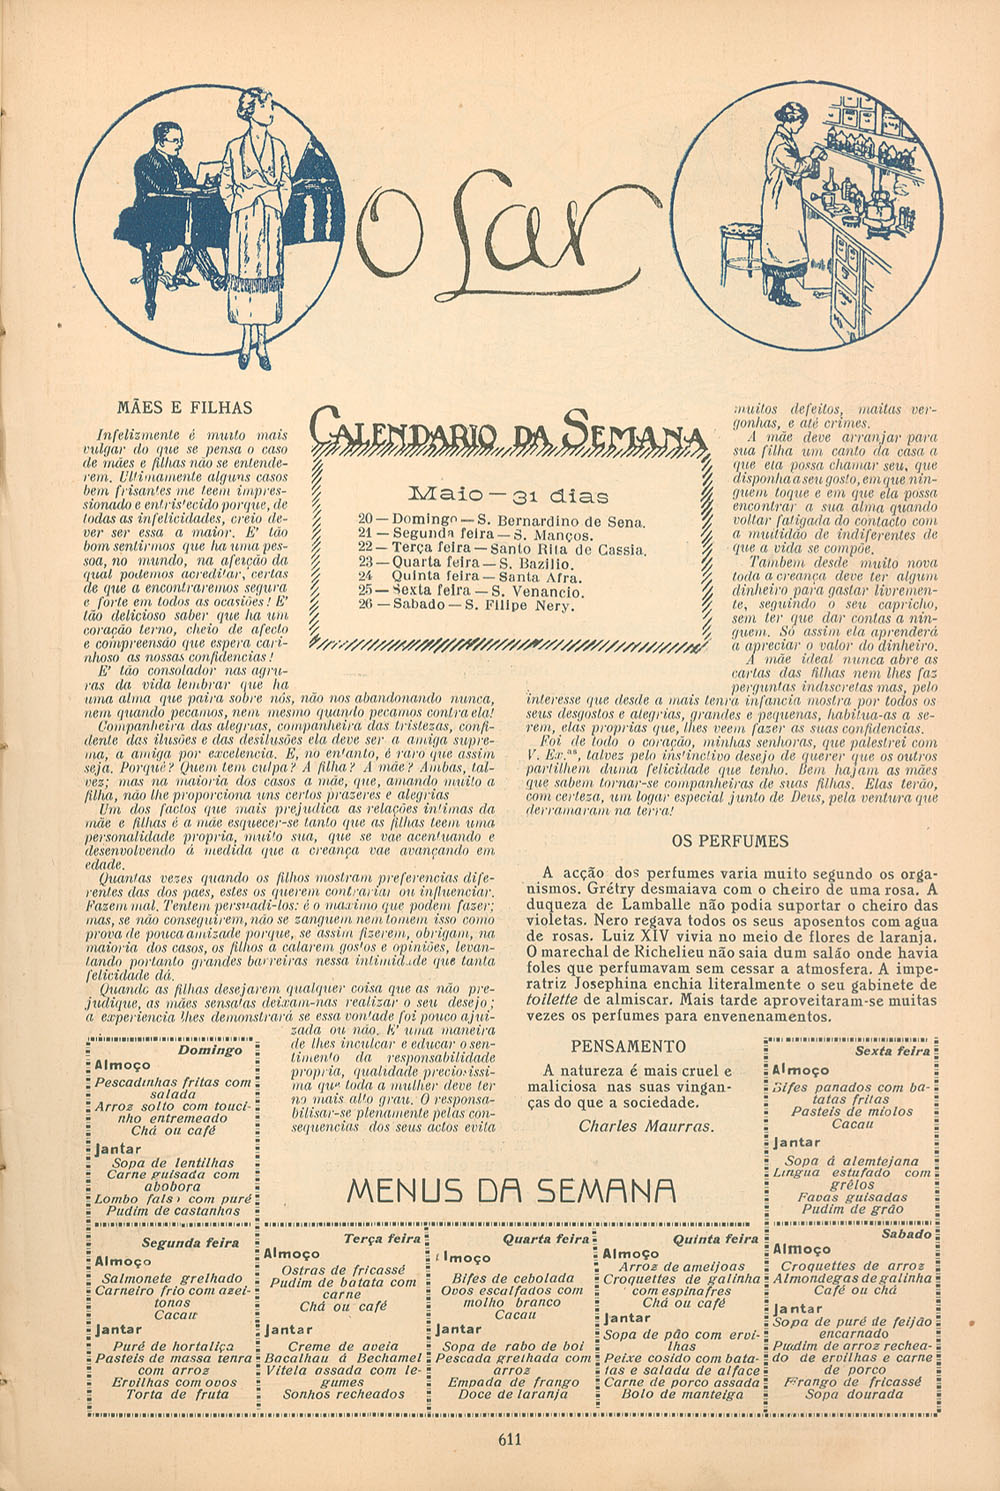 O Lar
MÃES E FILHAS
Infelizmente é muito mais
vulgar do que se pensa o caso
de mães e filhas não se entende-
rem. Ultimamente alguns casos
bem frisantes me teem impres-
sionado e entristecido porque, de
todas as infelicidades, creio de-
ver ser essa a maior. E' tão
bom sentirmos que ha uma pes-
soa, no mundo, na afeição da
qual podemos acreditar, certas
de que a encontraremos segura
e forte em todos as ocasiões! E'
tão delicioso saber que ha um
coração terno, cheio de afecto
e compreensão que espera cari-
nhoso as nossas confidencias!
E' tão consolador nas agru-
ras da vida lembrar que ha
uma alma que paira sobre nós, não nos abandonando nunca,
nem quando pecamos, nem mesmo quando pecamos contra ela!
Companheira das alegrias, companheira das tristezas, confi-
dente das ilusões e das desilusões ela deve ser a amiga supre-
ma, a amiga por excelencia. E, no entanto, é raro que assim
seja. Porquê? Quem tem culpa? A filha? A mãe? Ambas, tal-
vez; mas na maioria dos casos a mãe, que, amando muito a
filha, não lhe proporciona uns certos prazeres e alegrias
Um dos factos que mais prejudica as relações intimas da
mãe e filhas é a mãe esquecer-se tanto que as filhas teem uma
personalidade propria, muito sua, que se vae acentuando e
desenvolvendo á medida que a creança vae avançando em
edade.
Quantas vezes quando os filhos mostram preferencias dife-
rentes das dos paes, estes os querem contrariar ou influenciar.
Fazem mal. Tentem persuadi-los: é o maximo que podem fazer;
mas, se não conseguirem, não se zanguem nem tomem isso como
prova de pouca amizade porque, se assim fizerem, obrigam, na
maioria dos casos, os filhos a calarem gostos e opiniões, levan-
tando portanto grandes barreiras nessa intimidade que tanta
felicidade dá.
Quando as filhas desejarem qualquer coisa que as não pre-
judique, as mães sensatas deixam-nas realizar o seu desejo;
a experiencia lhes demonstrará se essa vontade foi pouco ajui-
zada ou não. E' uma maneira
de lhes inculcar e educar o sen-
timento da responsabilidade
propria, qualidade preciosissi-
ma que toda a mulher deve ter
no mais alto grau. O responsa-
bilisar-se plenamente pelas con-
sequencias dos seus actos evita
CALENDARIO DA SEMANA
Maio — 31 dias
20 — Domingo — S. Bernardino de Sena.
21 — Segunda feira — S. Manços.
22 — Terça feira — Santo Rita de Cassia.
23 — Quarta feira — S. Bazilio.
24 Quinta feira — Santa Afra.
25 — Sexta feira — S. Venancio.
26 — Sabado — S. Filipe Nery.
muitos defeitos, muitas ver-
gonhas, e até crimes.
A mãe deve arranjar para
sua filha um canto da casa a
que ela possa chamar seu, que
disponha a seu gosto, em que nin-
guem toque e em que ela possa
encontrar a sua alma quando
voltar fatigada do contacto com
a multidão de indiferentes de
que a vida se compõe.
Tambem desde muito nova
toda a creança deve ter algum
dinheiro para gastar livremen-
te, seguindo o seu capricho,
sem ter que dar contas a nin-
guem. Só assim ela aprenderá
a apreciar o valor do dinheiro.
A mãe ideal nunca abre as
cartas das filhas nem lhes faz
perguntas indiscretas mas, pelo
interesse que desde a mais tenra infancia mostra por todos os
seus desgostos e alegrias, grandes e pequenas, habitua-as a se-
rem, elas proprias que, lhes veem fazer as suas confidencias.
Foi de todo o coração, minhas senhoras, que palestrei com
V. Ex.as, talvez pelo instinctivo desejo de querer que os outros
partilhem duma felicidade que tenho. Bem hajam as mães
que sabem tornar-se companheiras de suas filhas. Elas terão,
com certeza, um logar especial junto de Deus, pela ventura que
derramaram na terra!
OS PERFUMES
A acção dos perfumes varia muito segundo os orga-
nismos. Grétry desmaiava com o cheiro de uma rosa. A
duqueza de Lamballe não podia suportar o cheiro das
violetas. Nero regava todos os seus aposentos com agua
de rosas. Luiz XIV vivia no meio de flores de laranja.
O marechal de Richelieu não saia dum salão onde havia
foles que perfumavam sem cessar a atmosfera. A impe-
ratriz Josephina enchia literalmente o seu gabinete de
toilette de almiscar. Mais tarde aproveitaram-se muitas
vezes os perfumes para envenenamentos.
PENSAMENTO
A natureza é mais cruel e
maliciosa nas suas vingan-
ças do que a sociedade.
Charles Maurras.
MENUS DA SEMANA
Domingo
Almoço
Pescadinhas fritas com
salada
Arroz solto com touci-
nho entremeado
Chá ou café
Jantar
Sopa de lentilhas
Carne guisada com
abobora
Lombo falso com puré
Pudim de castanhas
Segunda feira
Almoço
Salmonete grelhado
Carneiro frio com azei-
tonas
Cacau
Jantar
Puré de hortaliça
Pasteis de massa tenra
com arroz
Ervilhas com ovos
Torta de fruta
Terça feira
Almoço
Ostras de fricassé
Pudim de batata com
carne
Chá ou café
Jantar
Creme de aveia
Bacalhau á Bechamel
Vitela assada com le-
gumes
Sonhos recheados
Quarta feira
Almoço
Bifes de cebolada
Ovos escalfados com
molho branco
Cacau
Jantar
Sopa de rabo de boi
Pescada grelhada com
arroz
Empada de frango
Doce de laranja
Quinta feira
Almoço
Arroz de ameijoas
Croquettes de galinha
com espinafres
Chá ou café
Jantar
Sopa de pão com ervi-
lhas
Peixe cosido com bata-
tas e salada de alface
Carne de porco assada
Bolo de manteiga
Sexta feira
Almoço
Bifes panados com ba-
tatas fritas
Pasteis de miolos
Cacau
Jantar
Sopa á alemtejana
Lingua estufado com
grêlos
Favas guisadas
Pudim de grão
Sabado
Almoço
Croquettes de arroz
Almondegas de galinha
Café ou chá
Jantar
Sopa de puré de feijão
encarnado
Pudim de arroz rechea-
do de ervilhas e carne
de porco
Frango de fricassé
Sopa dourada
611